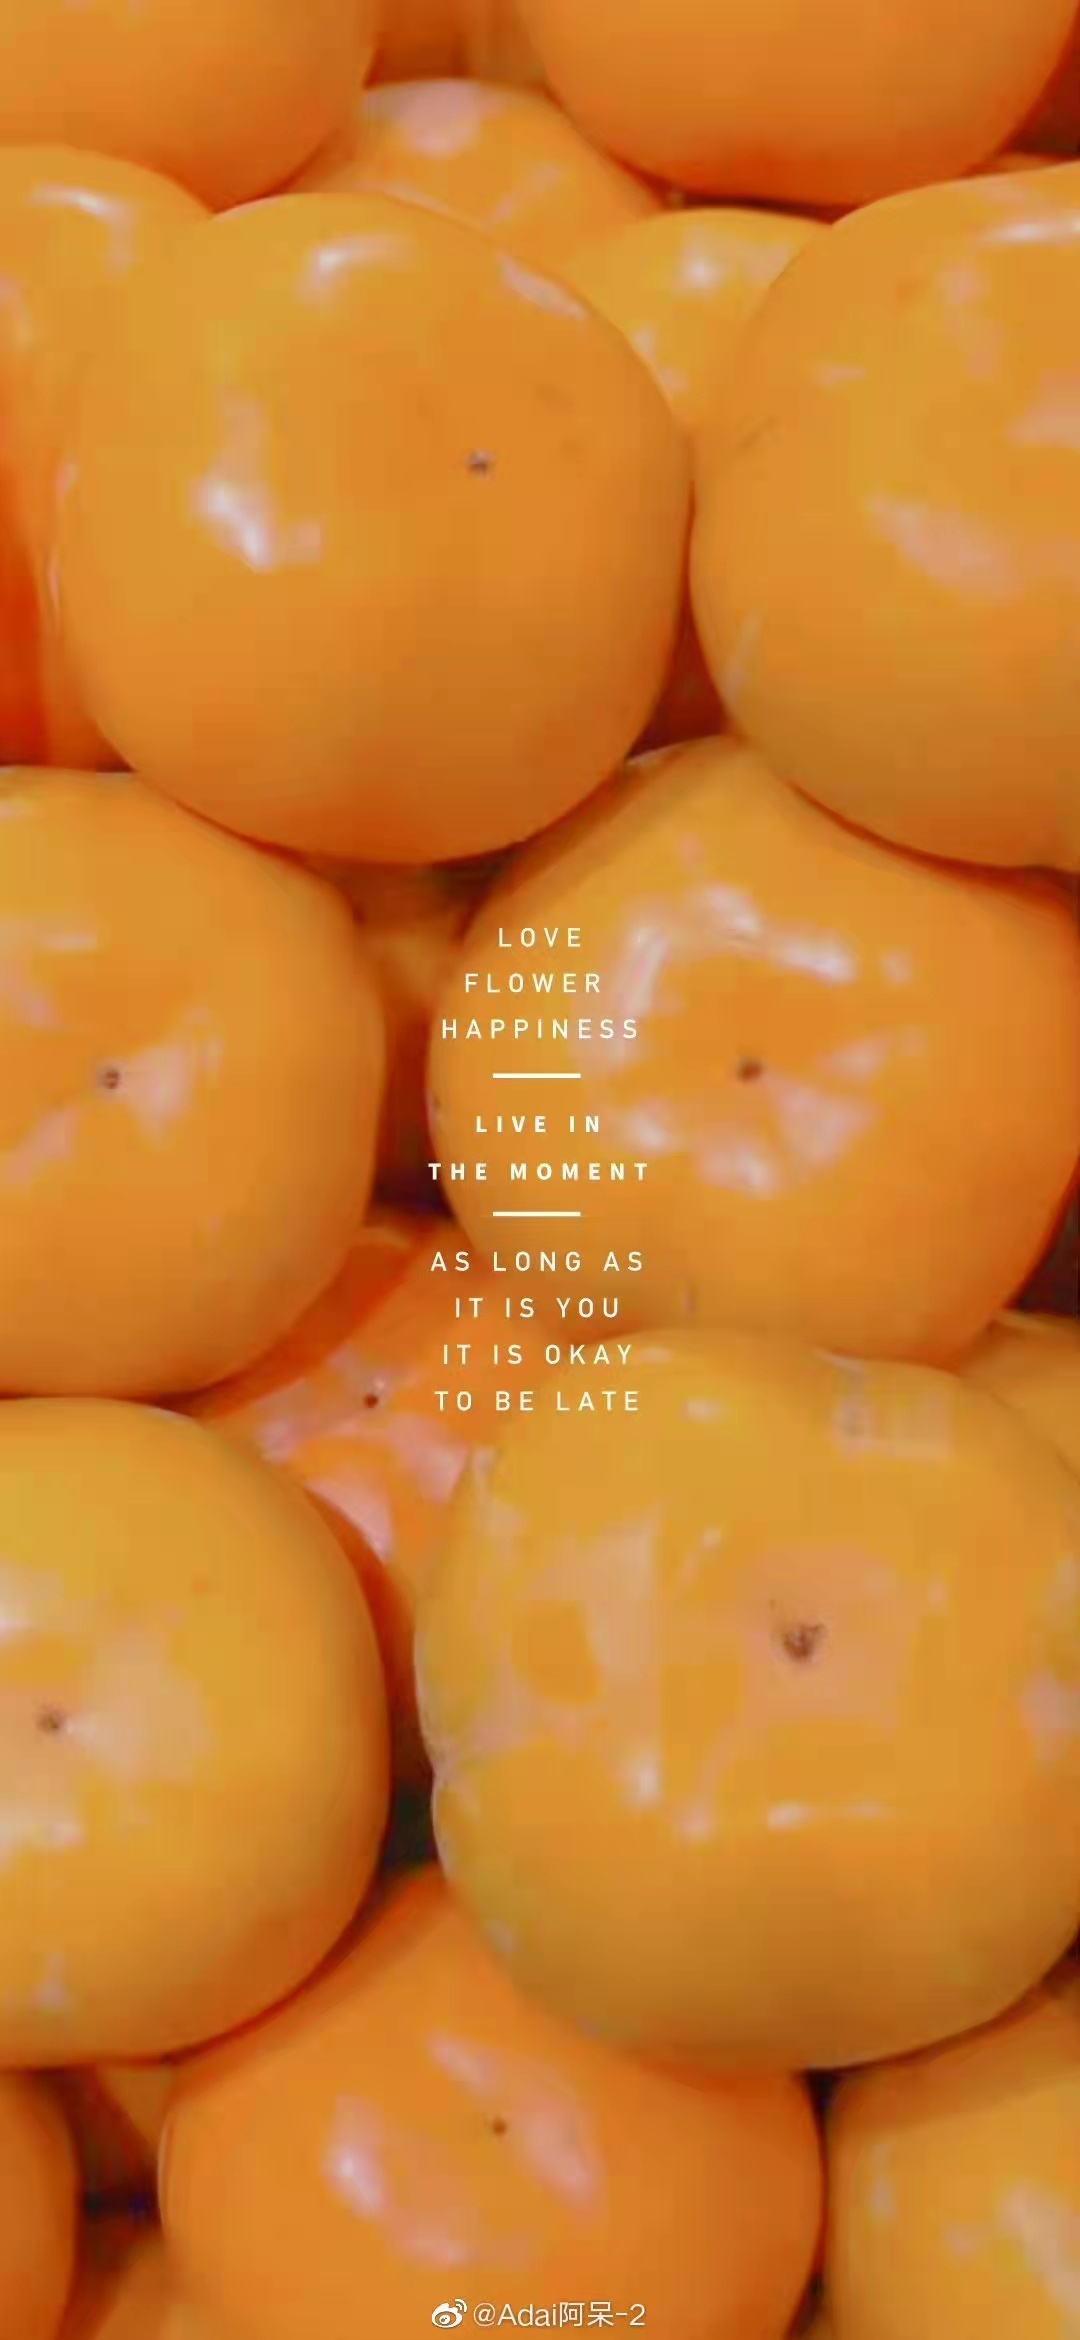 LOVE
FLOWER
HAPPINESS
LIVE IN
THE MOMENT
AS LONG AS
IT IS YOU
IT IS OKAY
TO BE LATE
@Adai阿呆-2